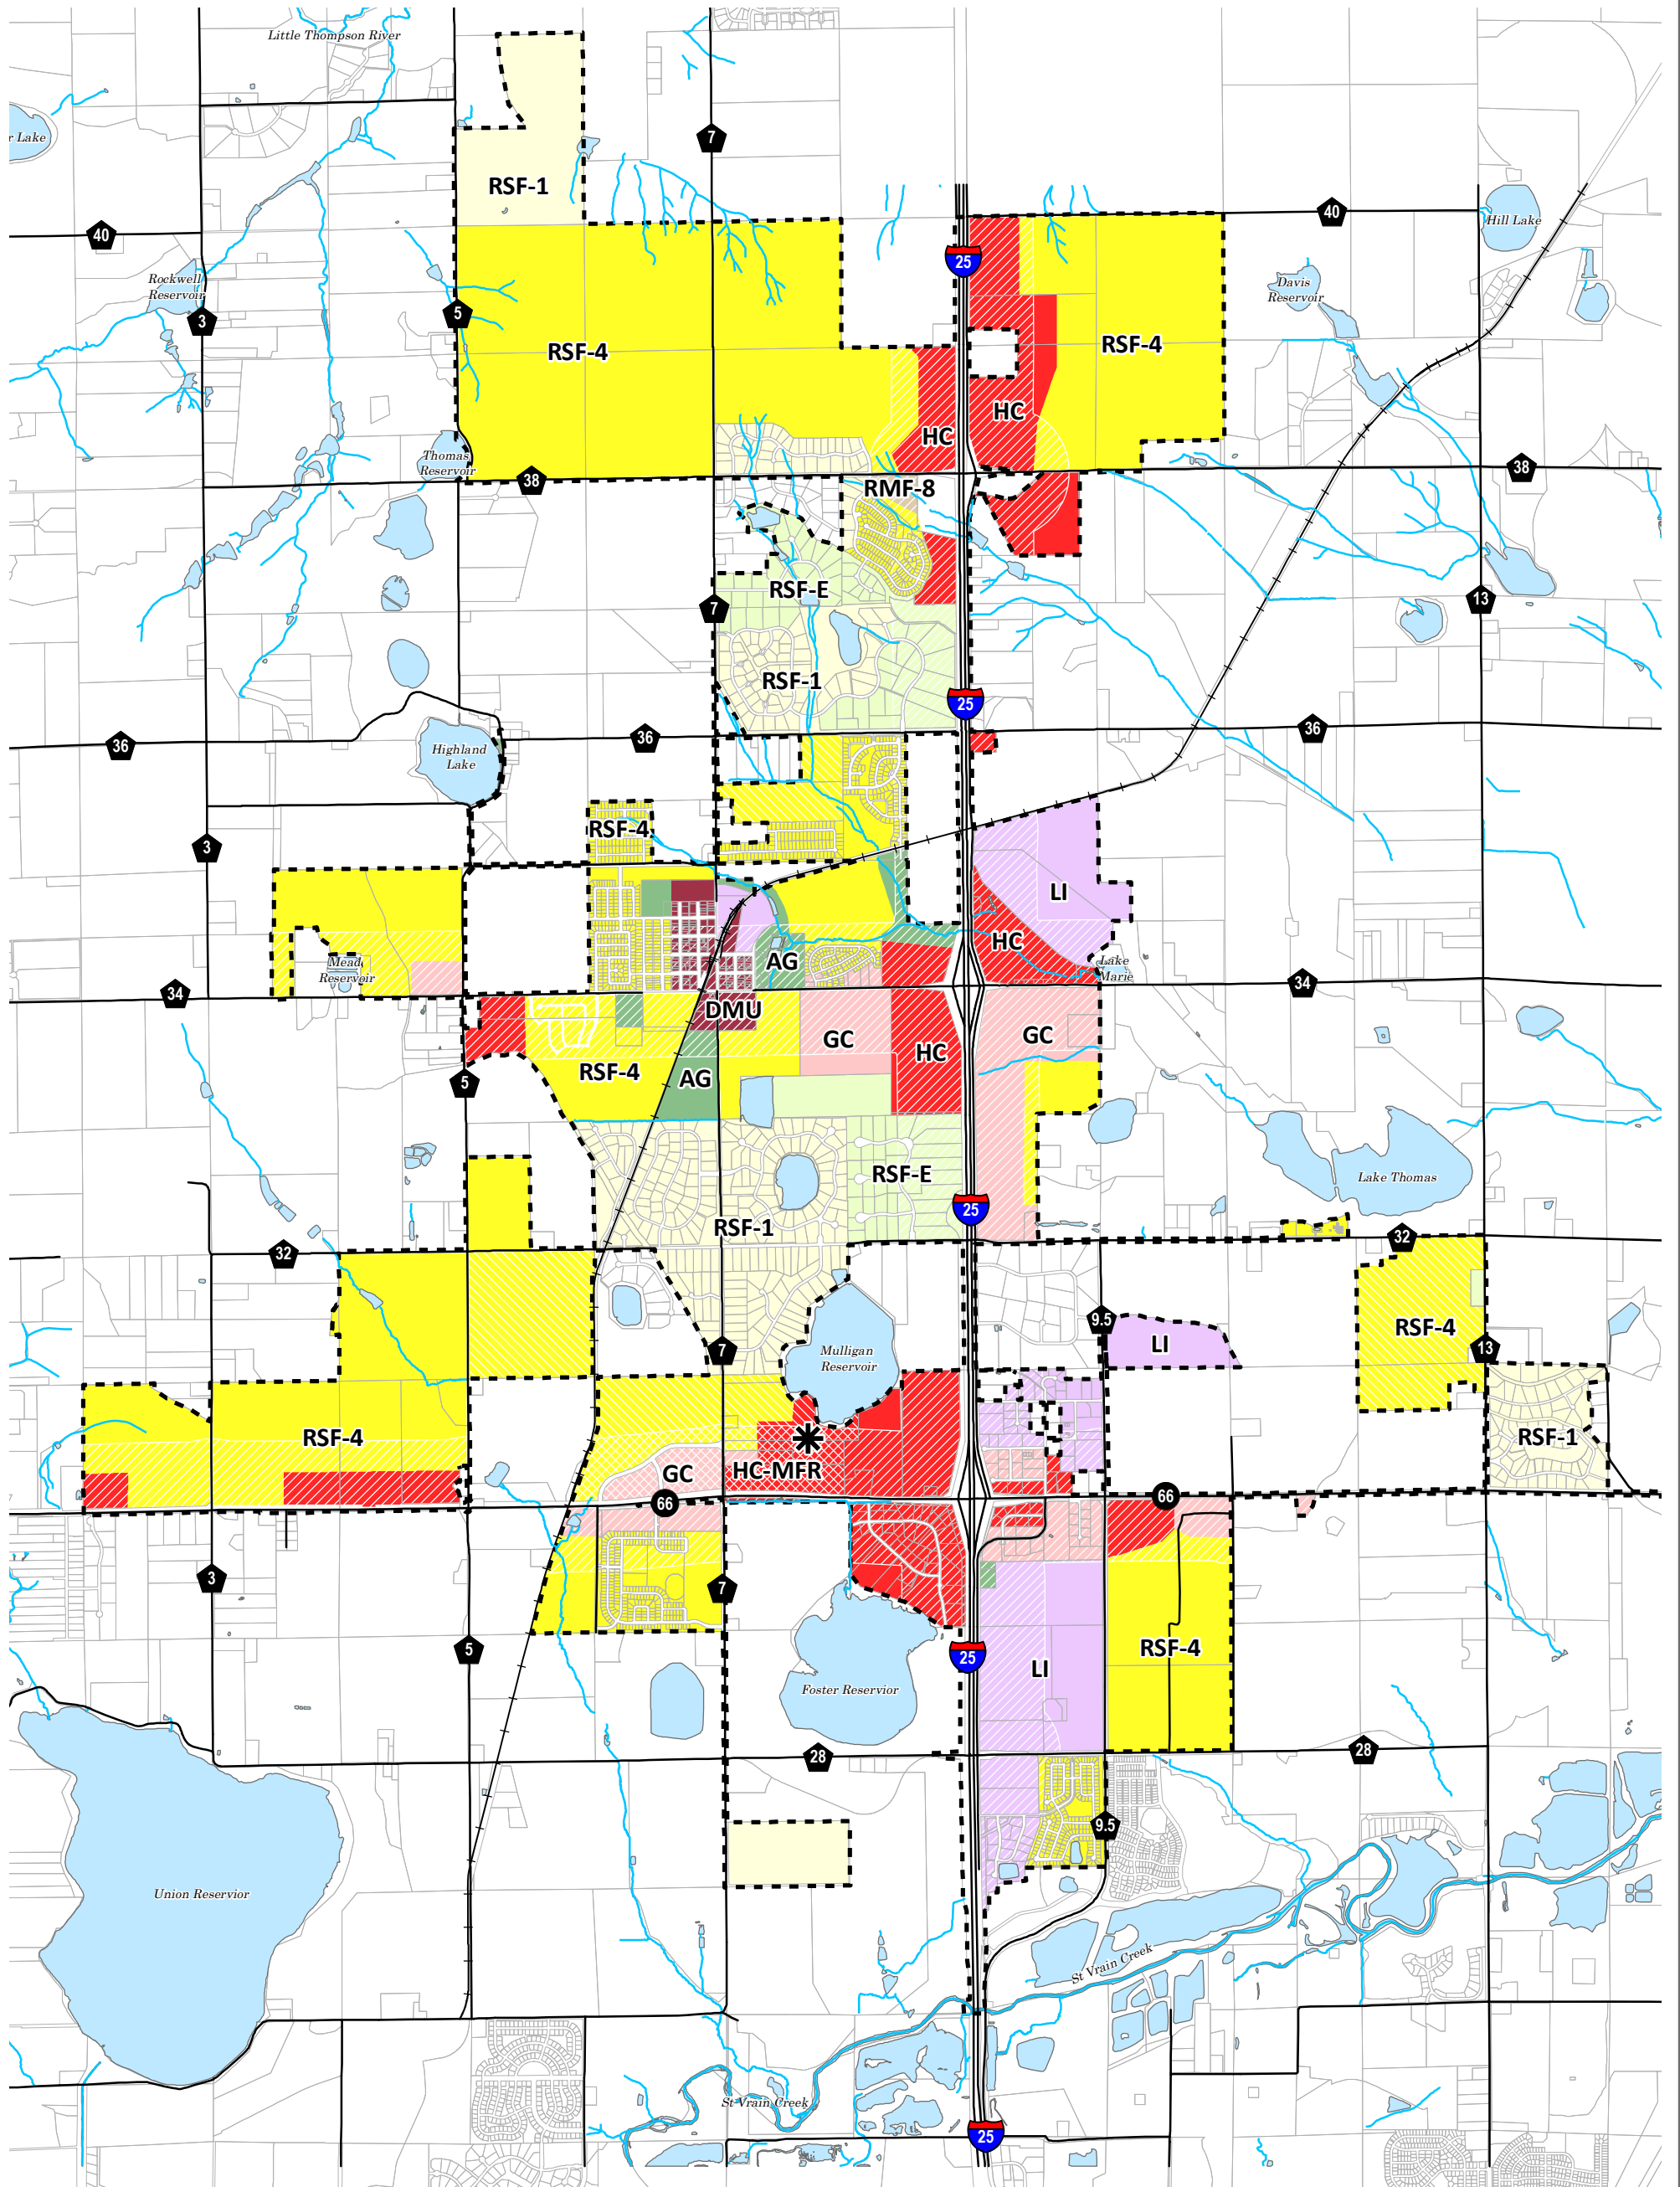 Little Thompson River
r Lake
7
RSF-1
40
40
Hill Lake
25
Rockwell
Reservoir
Davis
Reservoir
3
5
RSF-4
RSF-4
HC
HC
Thomas
Reservoir
38
38
RMF-8
RSF-E
7
13
RSF-1
25
36
36
36
Highland
Lake
RSF-4
3
LI
HC
AG
Mead
Reservoir
Lake
Marie
34
34
DMU
GC
HC
GC
RSF-4
AG
5
RSF-E
Lake Thomas
25
RSF-1
32
32
9.5
RSF-4
LI
7
13
Mulligan
Reservoir
RSF-4
RSF-1
GC
HC-MFR
66
66
3
7
5
25
RSF-4
LI
Foster Reservior
28
28
9.5
Union Reservior
St Vrain Creek
St Vrain Creek
25